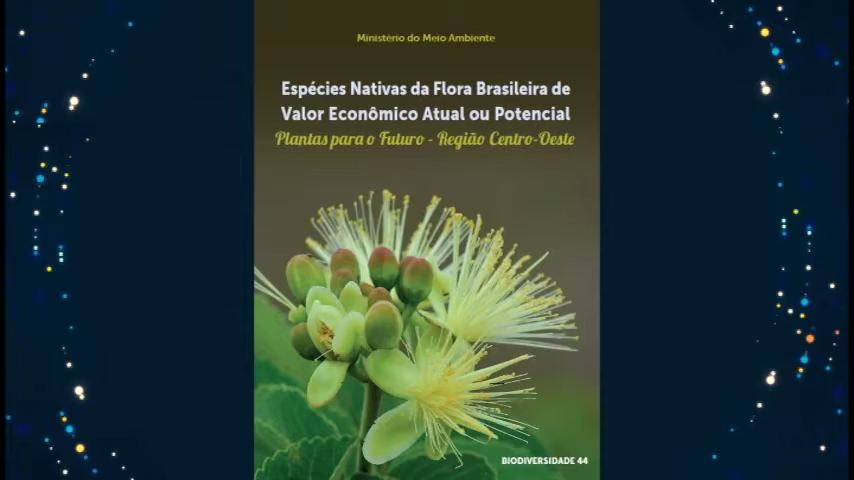 Ministério do Meio Ambiente
Espécies Nativas da Flora Brasileira de
Valor Econômico Atual ou Potencial
Plantas para o Futuro - Região Centro-Oeste
BIODIVERSIDADE 44